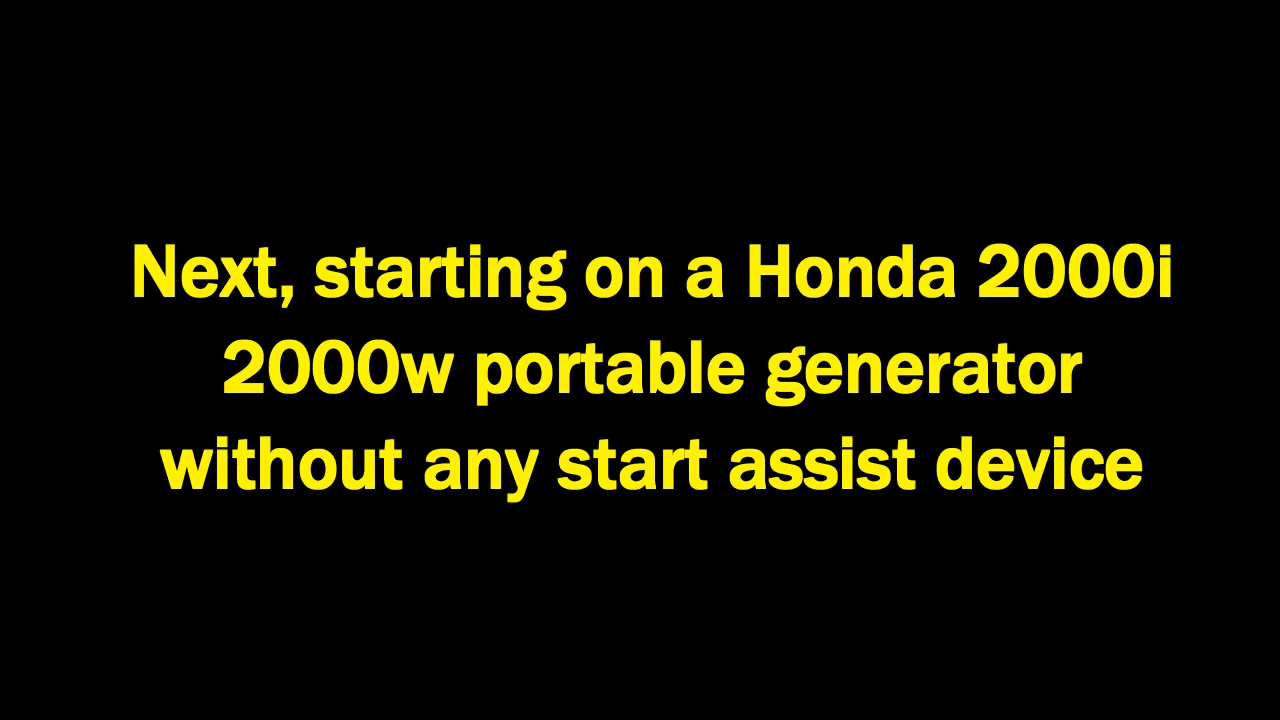 Next, starting on a Honda 2000i
2000w portable generator
without any start assist device